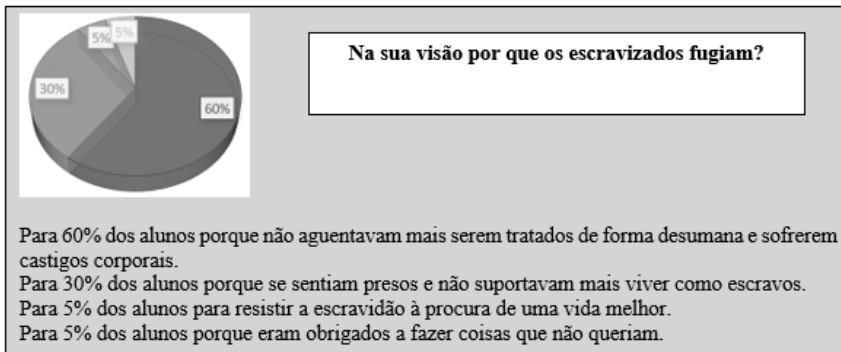 5%
5%
Na sua visão por que os escravizados fugiam?
30%
60%
Para 60% dos alunos porque não aguentavam mais serem tratados de forma desumana e sofrerem
castigos corporais.
Para 30% dos alunos porque se sentiam presos e não suportavam mais viver como escravos.
Para 5% dos alunos para resistir a escravidão à procura de uma vida melhor.
Para 5% dos alunos porque eram obrigados a fazer coisas que não queriam.